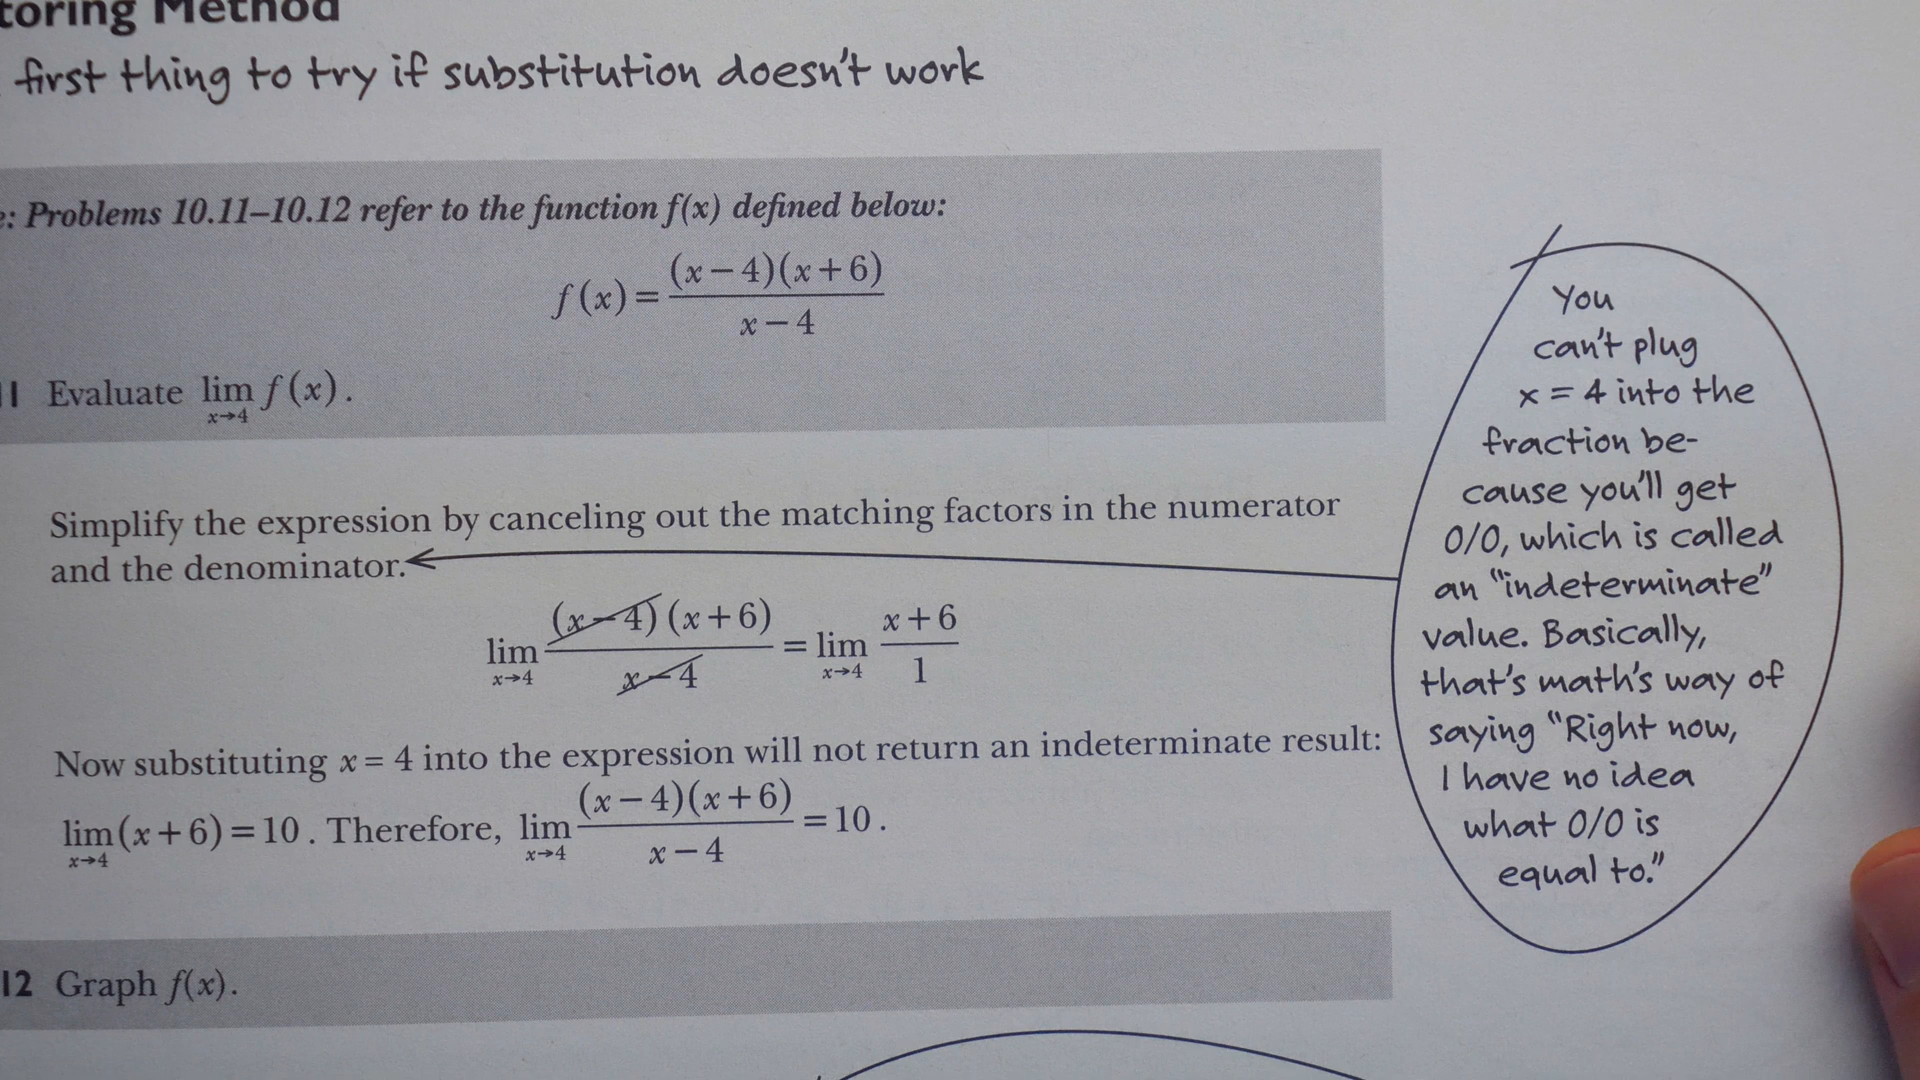 toring Method
first thing to try if substitution doesn't work
e: Problems 10.11–10.12 refer to the function f(x) defined below:
f(x) = (x − 4)(x + 6) / x − 4
11 Evaluate lim x→4 f(x).
Simplify the expression by canceling out the matching factors in the numerator
and the denominator.
lim x→4 (x − 4)(x + 6) / x − 4 = lim x→4 x + 6 / 1
Now substituting x = 4 into the expression will not return an indeterminate result:
lim x→4 (x + 6) = 10. Therefore, lim x→4 (x − 4)(x + 6) / x − 4 = 10.
12 Graph f(x).
You
can't plug
x = 4 into the
fraction be-
cause you'll get
0/0, which is called
an "indeterminate"
value. Basically,
that's math's way of
saying "Right now,
I have no idea
what 0/0 is
equal to."